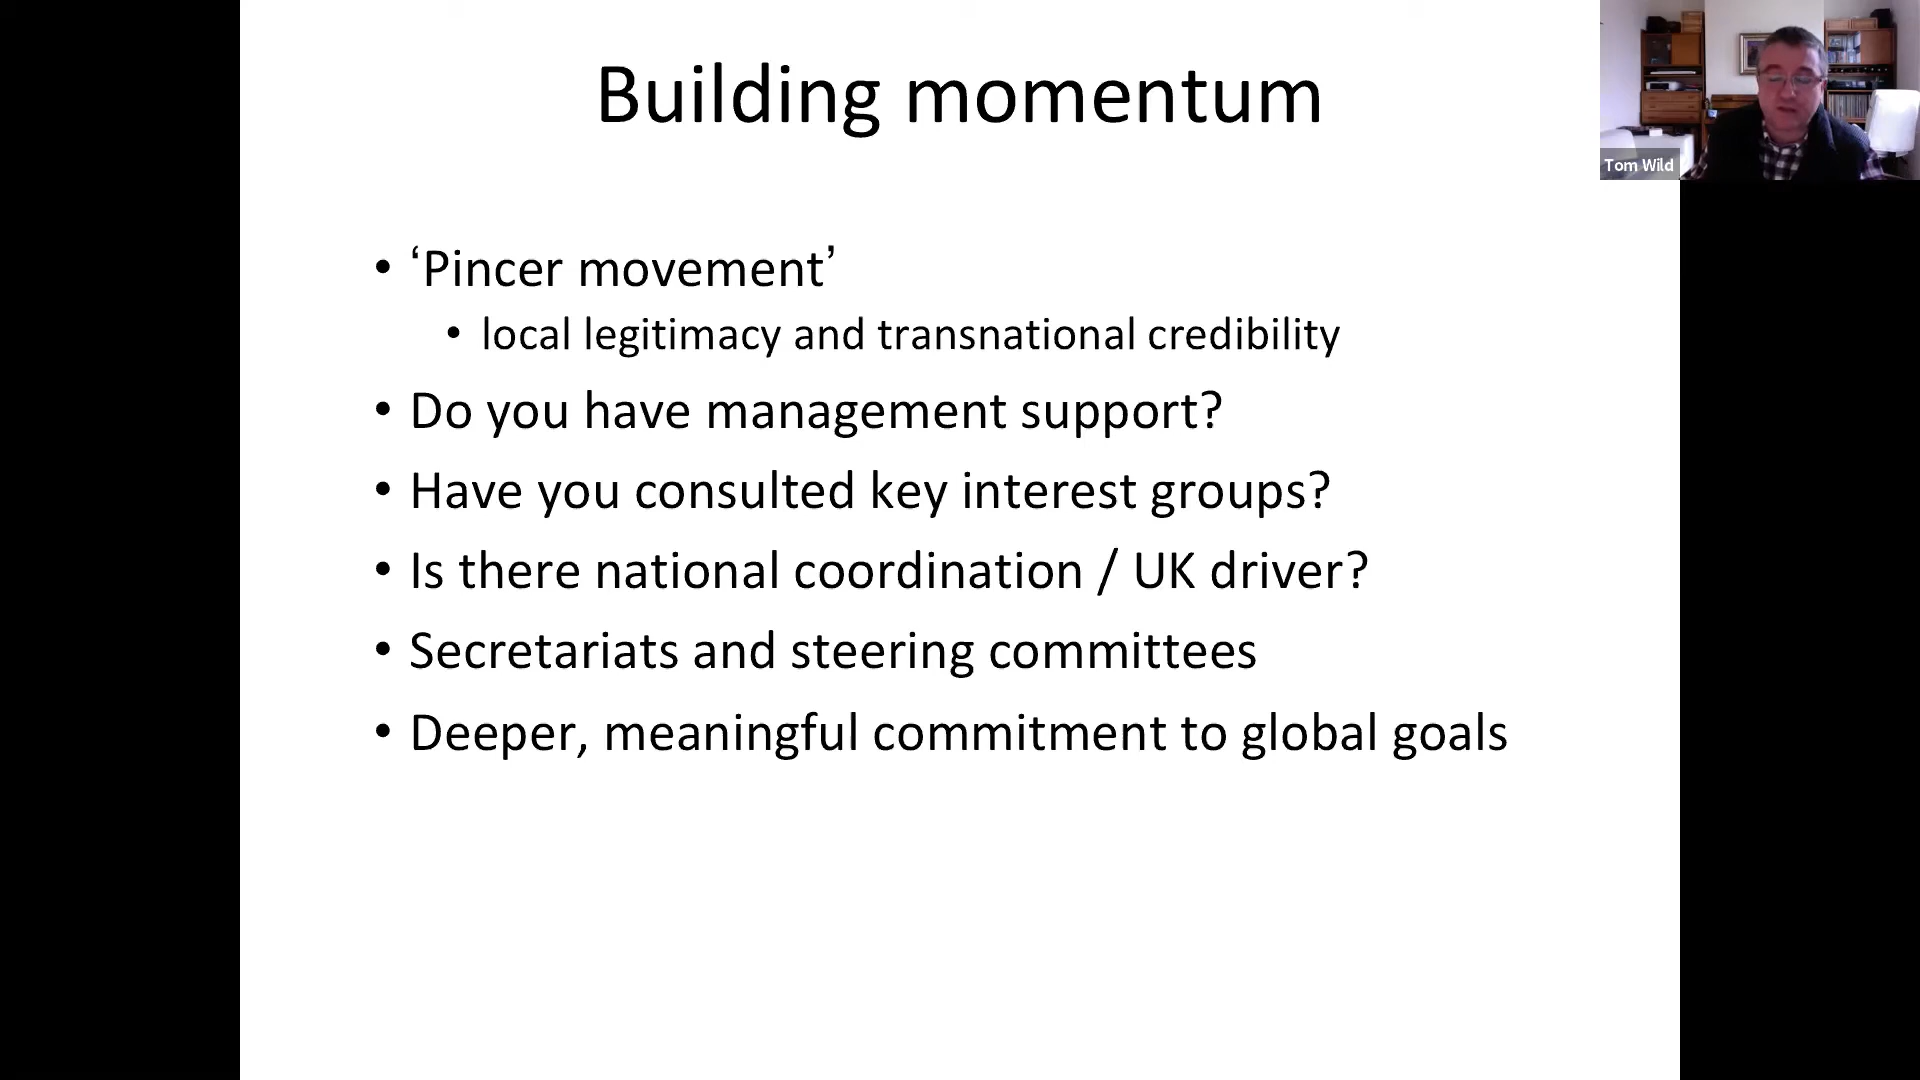 Building momentum
Tom Wild
• ‘Pincer movement’
• local legitimacy and transnational credibility
• Do you have management support?
• Have you consulted key interest groups?
• Is there national coordination / UK driver?
• Secretariats and steering committees
• Deeper, meaningful commitment to global goals